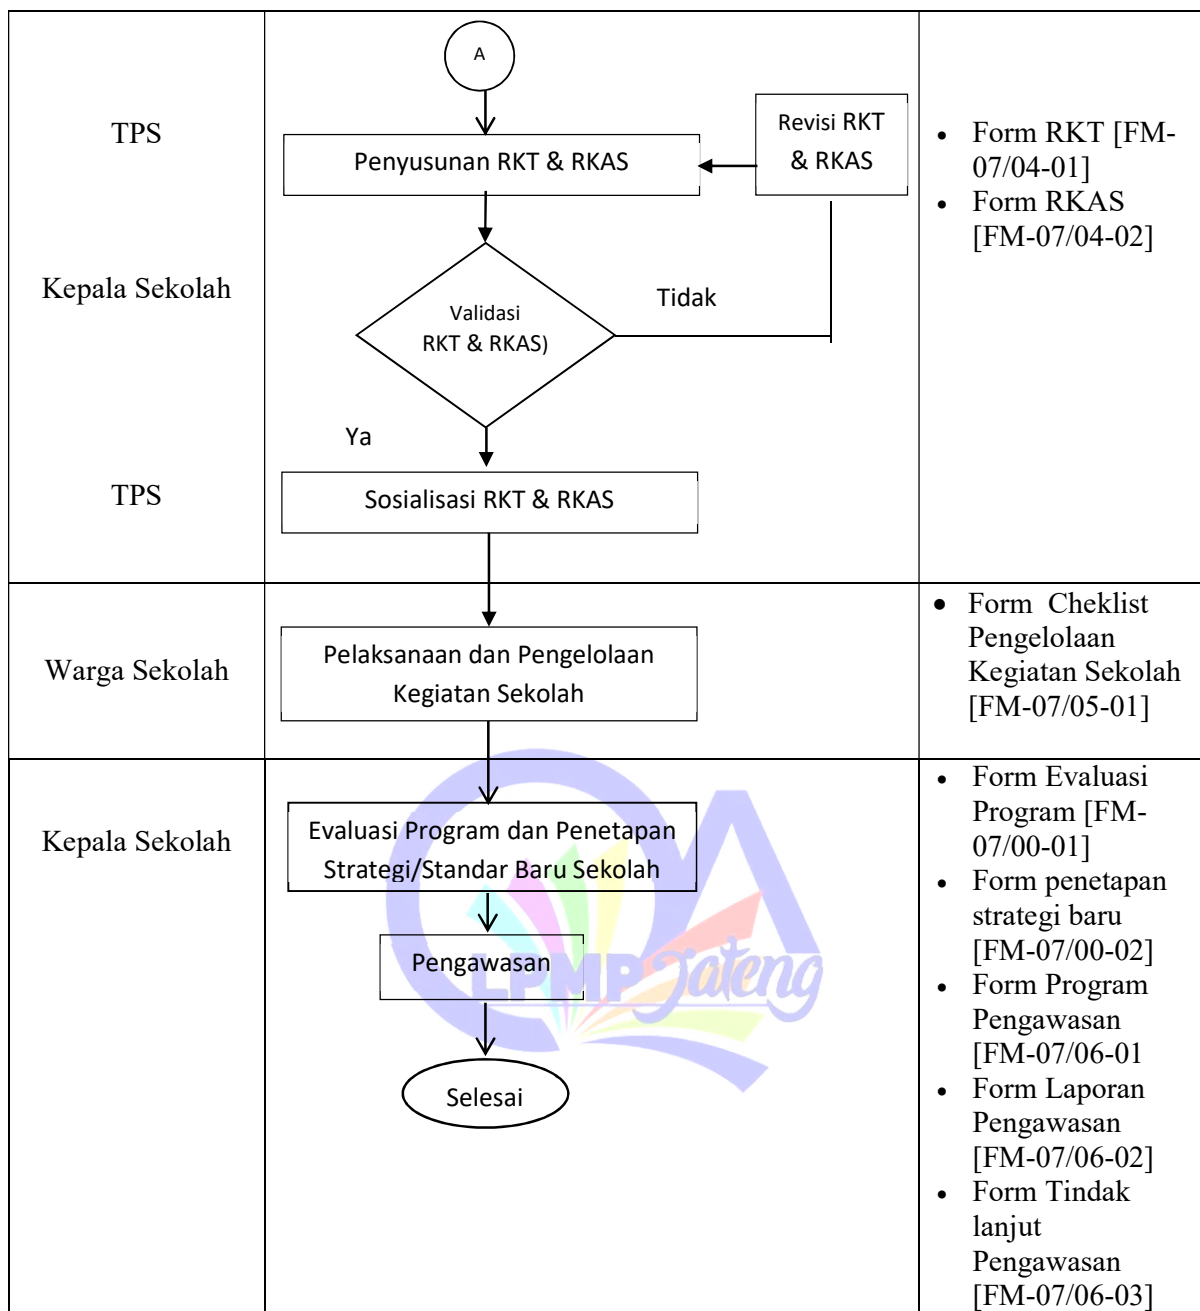 A
TPS
Penyusunan RKT & RKAS
Revisi RKT
& RKAS
• Form RKT [FM-
07/04-01]
• Form RKAS
[FM-07/04-02]
Kepala Sekolah
Validasi
RKT & RKAS)
Tidak
Ya
TPS
Sosialisasi RKT & RKAS
Warga Sekolah
Pelaksanaan dan Pengelolaan
Kegiatan Sekolah
• Form Cheklist
Pengelolaan
Kegiatan Sekolah
[FM-07/05-01]
Kepala Sekolah
Evaluasi Program dan Penetapan
Strategi/Standar Baru Sekolah
Pengawasan
LPMP Jateng
Selesai
• Form Evaluasi
Program [FM-
07/00-01]
• Form penetapan
strategi baru
[FM-07/00-02]
• Form Program
Pengawasan
[FM-07/06-01
• Form Laporan
Pengawasan
[FM-07/06-02]
• Form Tindak
lanjut
Pengawasan
[FM-07/06-03]